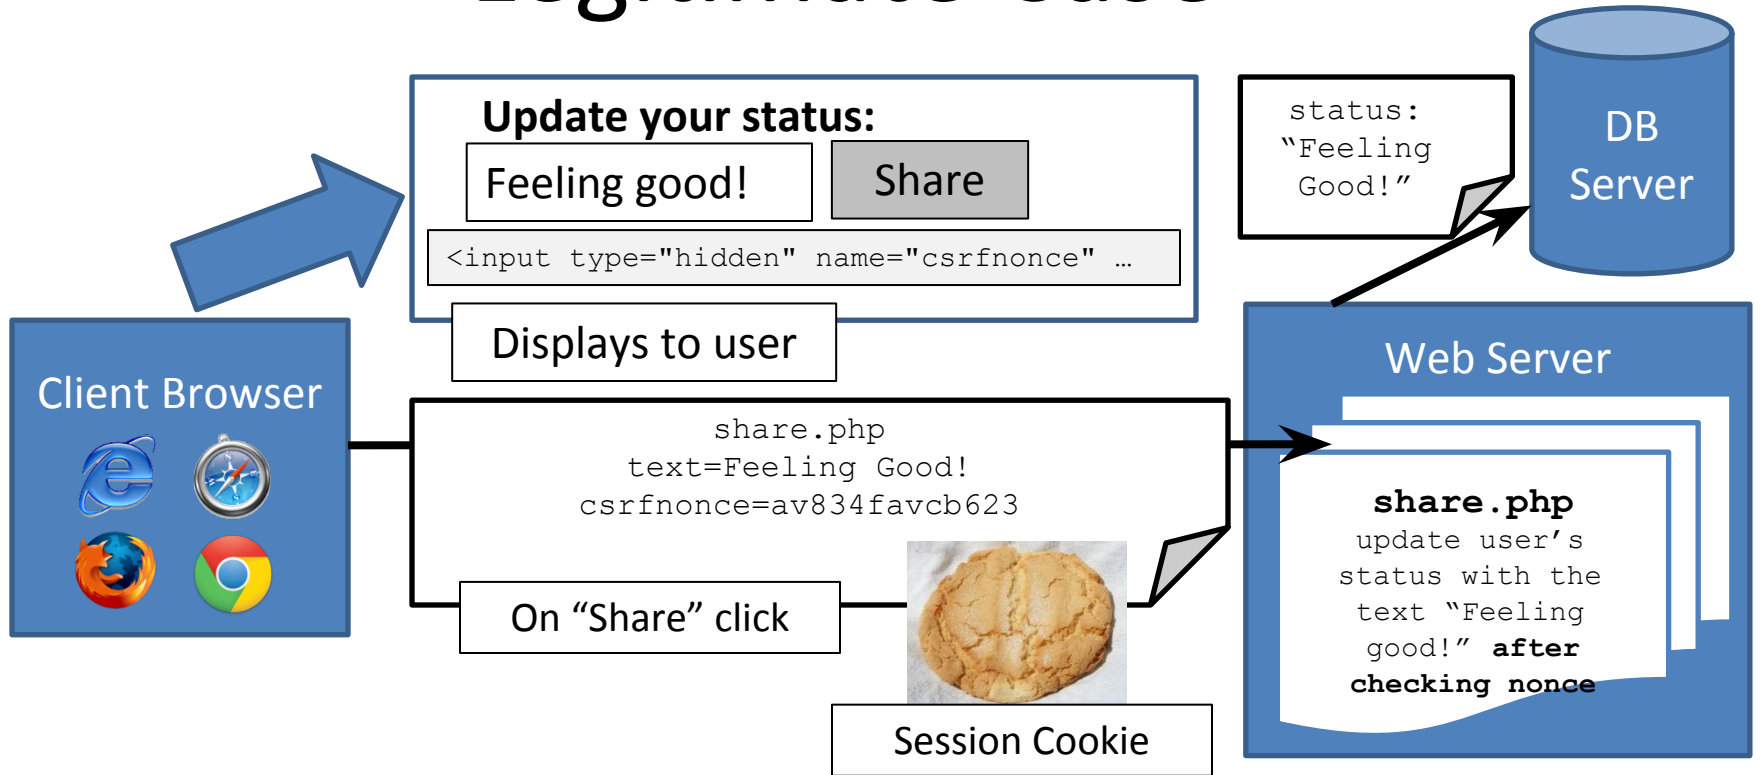 Legitimate Case
Update your status:
Feeling good!
Share
<input type="hidden" name="csrfnonce" …
Displays to user
status:
“Feeling
Good!”
DB
Server
Client Browser
share.php
text=Feeling Good!
csrfnonce=av834favcb623
On “Share” click
Session Cookie
Web Server
share.php
update user’s
status with the
text “Feeling
good!” after
checking nonce